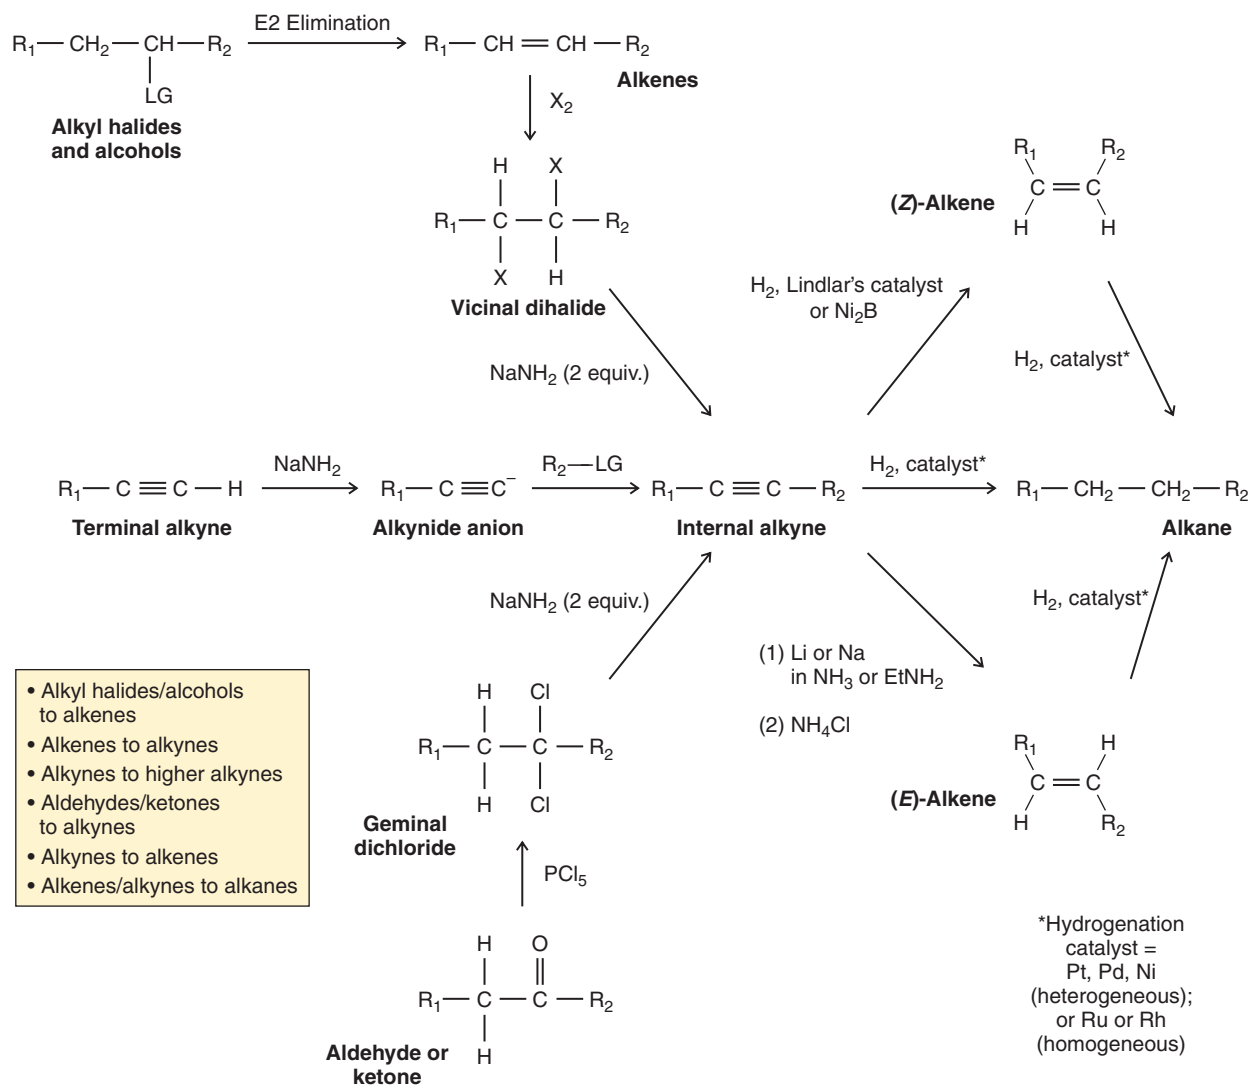 E2 Elimination
R₁—CH₂—CH—R₂
LG
Alkyl halides
and alcohols
R₁—CH=CH—R₂
Alkenes
X₂
H X
R₁—C—C—R₂
X H
Vicinal dihalide
NaNH₂ (2 equiv.)
R₁ R₂
C=C
H H
(Z)-Alkene
H₂, Lindlar's catalyst
or Ni₂B
H₂, catalyst*
R₁—C≡C—H
Terminal alkyne
NaNH₂
R₁—C≡C⁻
Alkynide anion
R₂—LG
R₁—C≡C—R₂
Internal alkyne
H₂, catalyst*
R₁—CH₂—CH₂—R₂
Alkane
NaNH₂ (2 equiv.)
H₂, catalyst*
(1) Li or Na
in NH₃ or EtNH₂
(2) NH₄Cl
• Alkyl halides/alcohols
to alkenes
• Alkenes to alkynes
• Alkynes to higher alkynes
• Aldehydes/ketones
to alkynes
• Alkynes to alkenes
• Alkenes/alkynes to alkanes
H Cl
R₁—C—C—R₂
H Cl
Geminal
dichloride
PCl₅
H O
R₁—C—C—R₂
H
Aldehyde or
ketone
R₁ H
C=C
H R₂
(E)-Alkene
*Hydrogenation
catalyst =
Pt, Pd, Ni
(heterogeneous);
or Ru or Rh
(homogeneous)